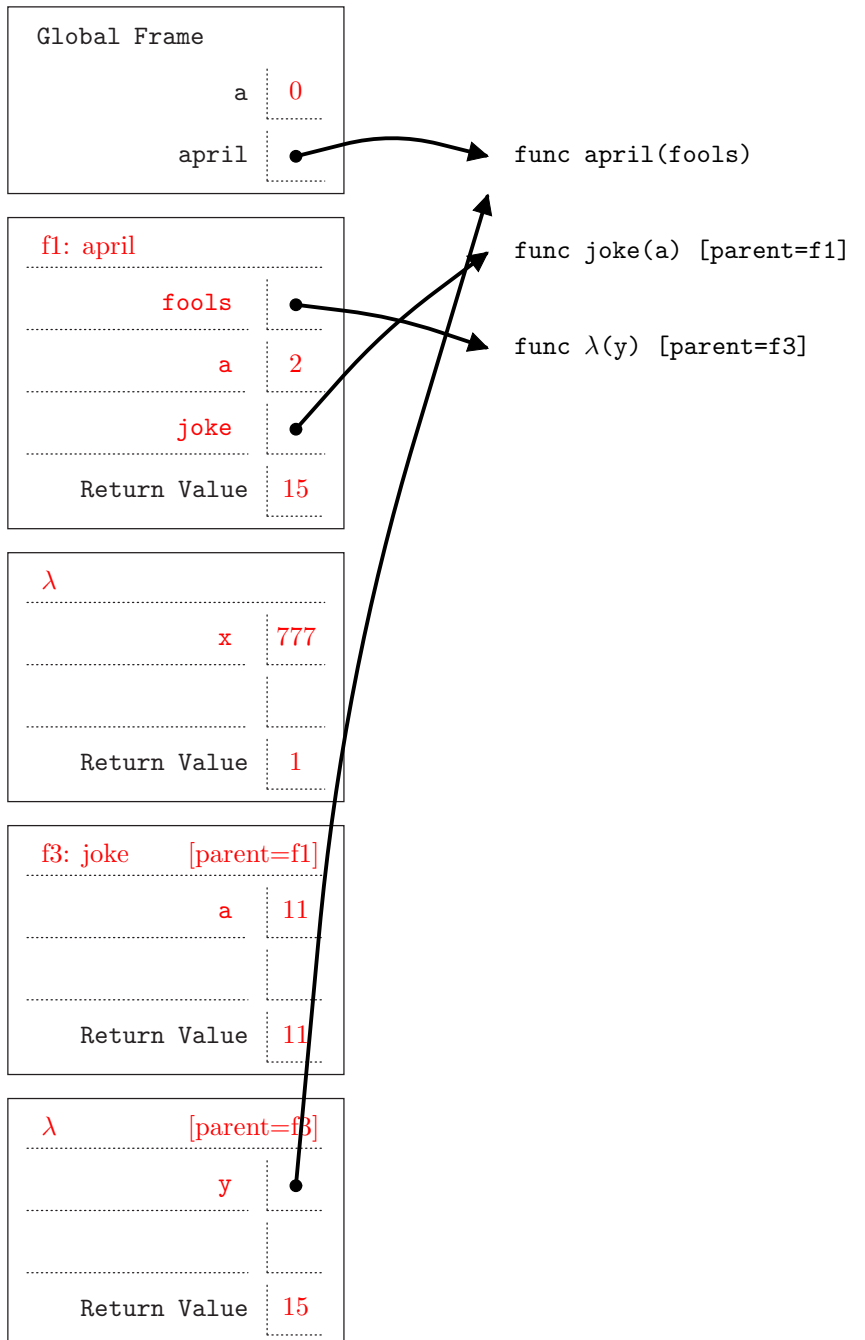 Global Frame
a 0
april
func april(fools)
f1: april
func joke(a) [parent=f1]
fools
func λ(y) [parent=f3]
a 2
joke
Return Value 15
λ
x 777
Return Value 1
f3: joke [parent=f1]
a 11
Return Value 11
λ [parent=f3]
y
Return Value 15